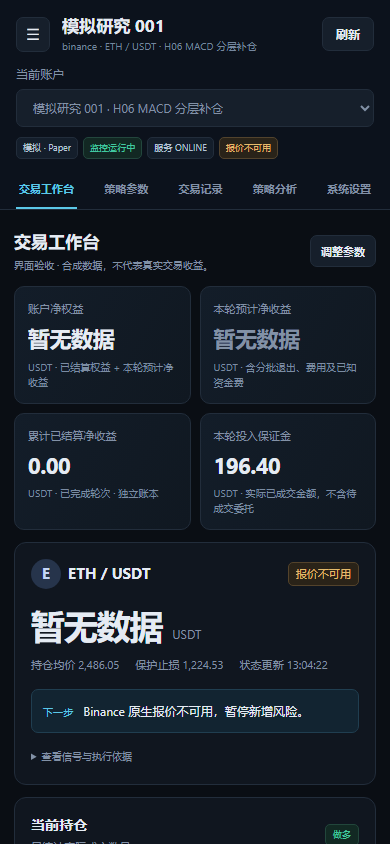 ☰
模拟研究 001
binance · ETH / USDT · H06 MACD 分层补仓
刷新
当前账户
模拟研究 001 · H06 MACD 分层补仓
模拟 · Paper
监控运行中
服务 ONLINE
报价不可用
交易工作台
策略参数
交易记录
策略分析
系统设置
交易工作台
界面验收 · 合成数据，不代表真实交易收益。
调整参数
账户净权益
暂无数据
USDT · 已结算权益 + 本轮预计净
收益
本轮预计净收益
暂无数据
USDT · 含分批退出、费用及已知
资金费
累计已结算净收益
0.00
USDT · 已完成轮次 · 独立账本
本轮投入保证金
196.40
USDT · 实际已成交金额，不含待
成交委托
E
ETH / USDT
报价不可用
暂无数据 USDT
持仓均价 2,486.05 保护止损 1,224.53 状态更新 13:04:22
下一步 Binance 原生报价不可用，暂停新增风险。
▶ 查看信号与执行依据
当前持仓
做多